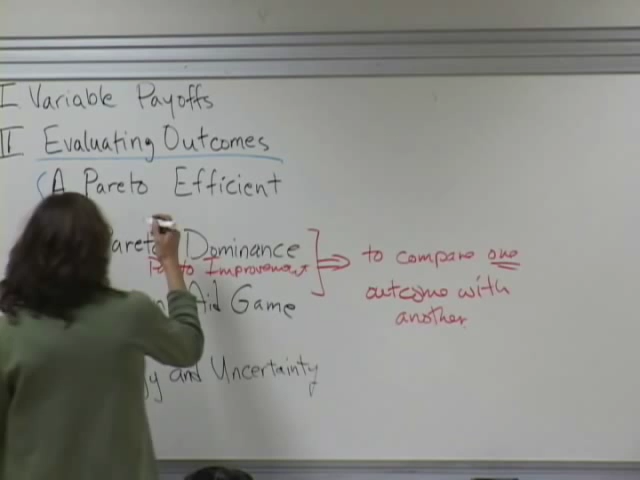 I Variable Payoffs
II Evaluating Outcomes
A Pareto Efficient
Pareto Dominance
Improvement
Aid Game
and Uncertainty
⇒ to compare one
outcome with
another